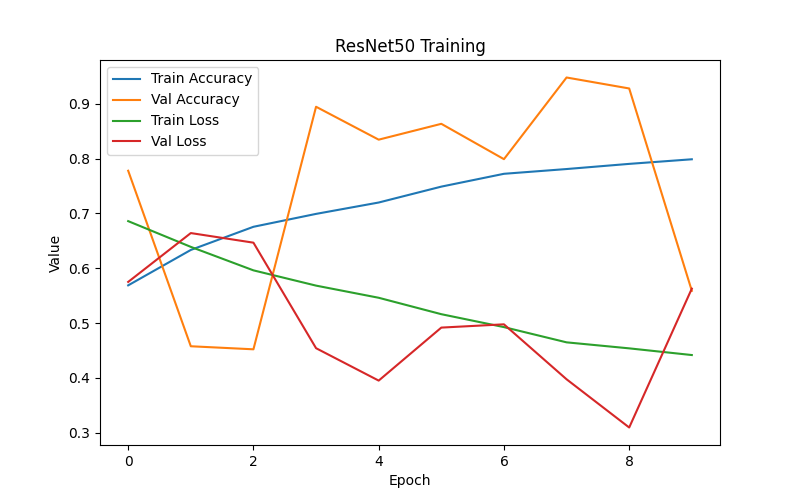 ResNet50 Training
Train Accuracy
Val Accuracy
Train Loss
Val Loss
Value
0.9
0.8
0.7
0.6
0.5
0.4
0.3
0 2 4 6 8
Epoch